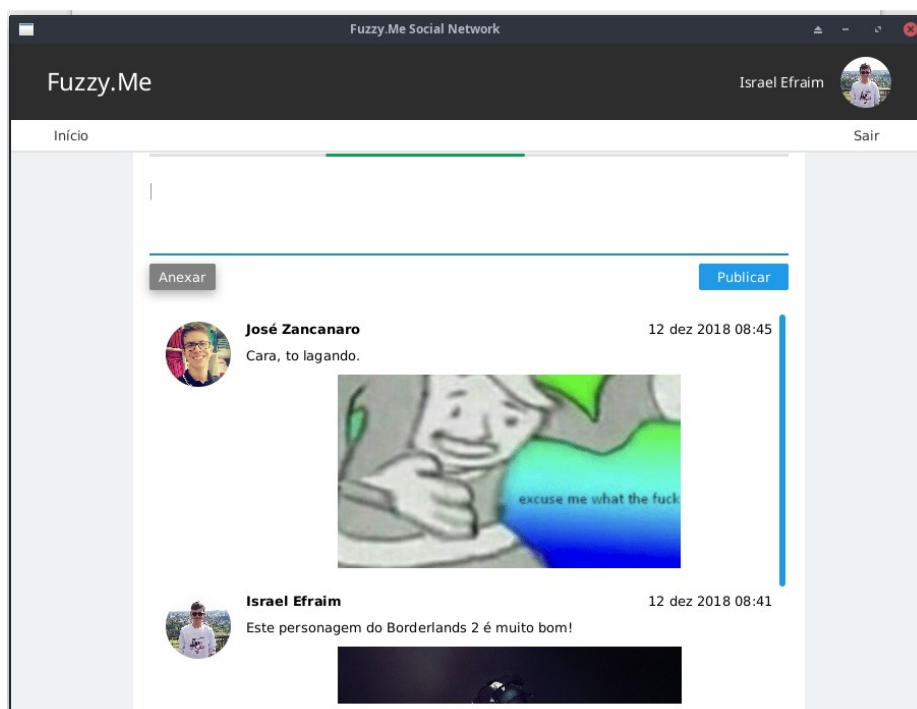 Fuzzy.Me Social Network
Fuzzy.Me
Israel Efraim
Início
Sair
Anexar
Publicar
José Zancanaro
12 dez 2018 08:45
Cara, to lagando.
excuse me what the fuck
Israel Efraim
12 dez 2018 08:41
Este personagem do Borderlands 2 é muito bom!